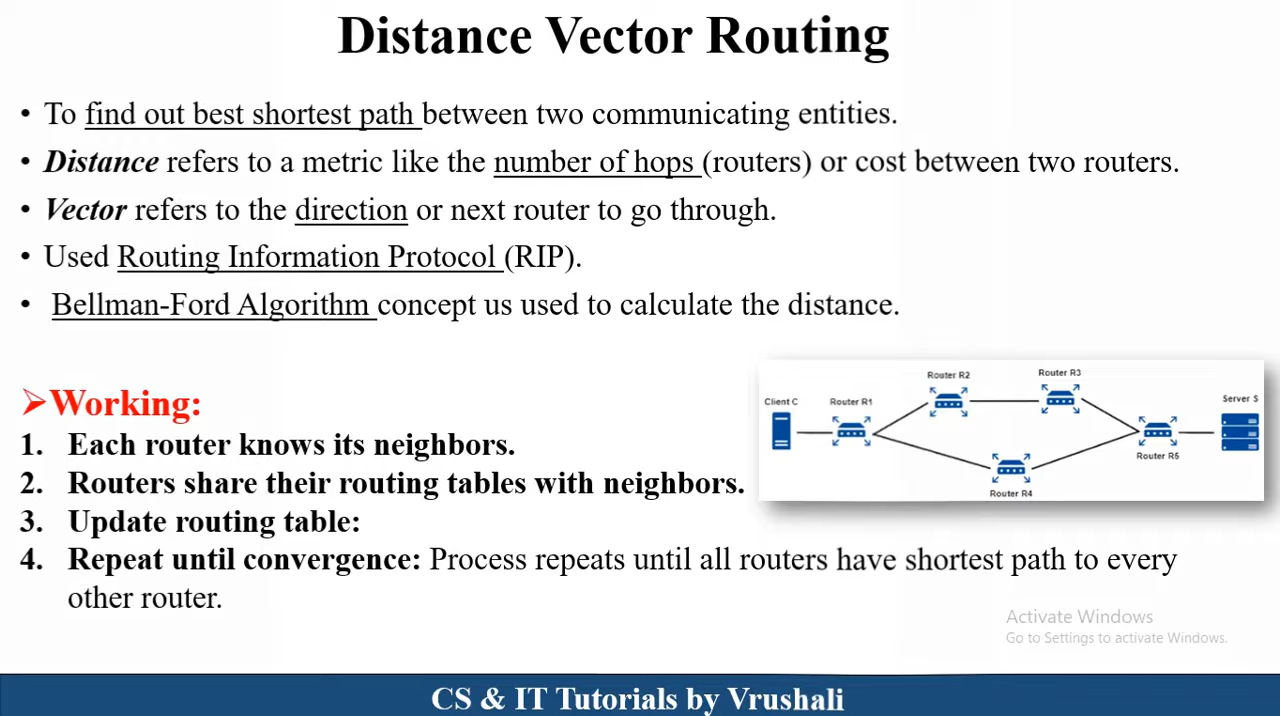 Distance Vector Routing
• To find out best shortest path between two communicating entities.
• Distance refers to a metric like the number of hops (routers) or cost between two routers.
• Vector refers to the direction or next router to go through.
• Used Routing Information Protocol (RIP).
• Bellman-Ford Algorithm concept us used to calculate the distance.
➢Working:
1. Each router knows its neighbors.
2. Routers share their routing tables with neighbors.
3. Update routing table:
4. Repeat until convergence: Process repeats until all routers have shortest path to every
other router.
Client C
Router R1
Router R2
Router R3
Router R4
Router R5
Server S
Activate Windows
Go to Settings to activate Windows.
CS & IT Tutorials by Vrushali